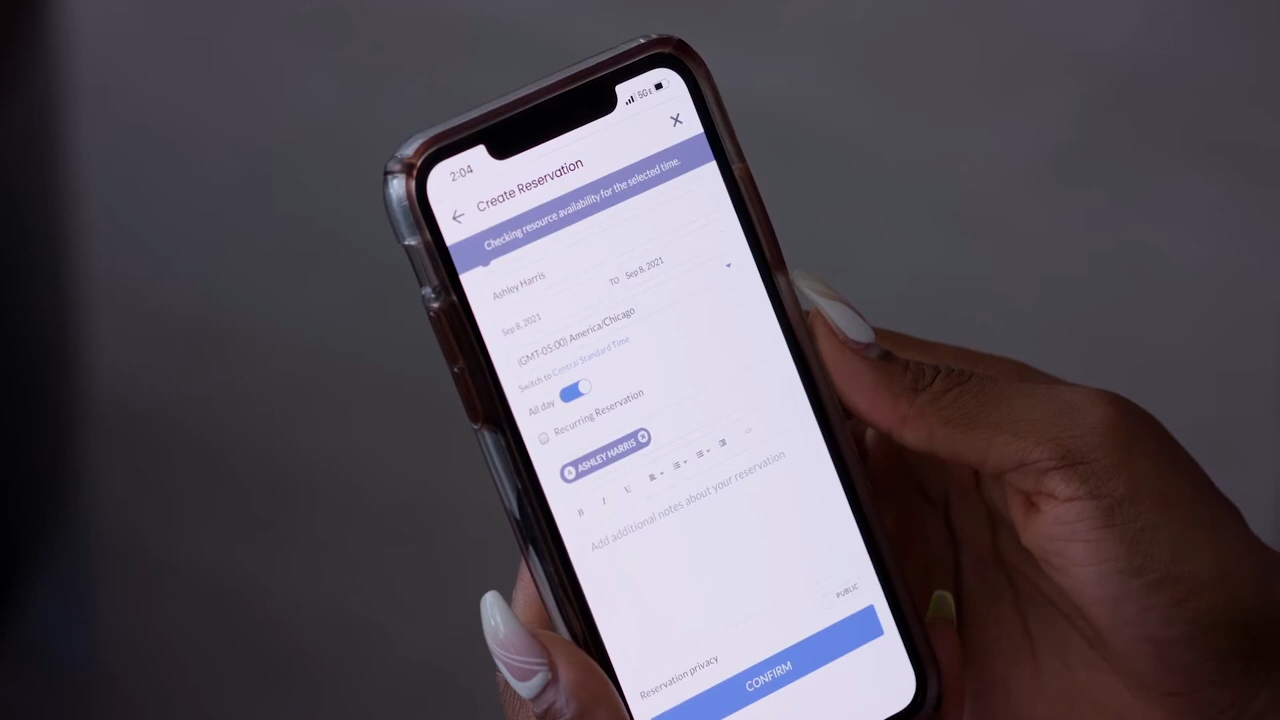 2:04 5G E
Create Reservation
Checking resource availability for the selected time.
Ashley Harris
Sep 8, 2021 TO Sep 8, 2021
(GMT-05:00) America/Chicago
Switch to Central Standard Time
All day
Recurring Reservation
A ASHLEY HARRIS
B I U
Add additional notes about your reservation
Reservation privacy PUBLIC
CONFIRM